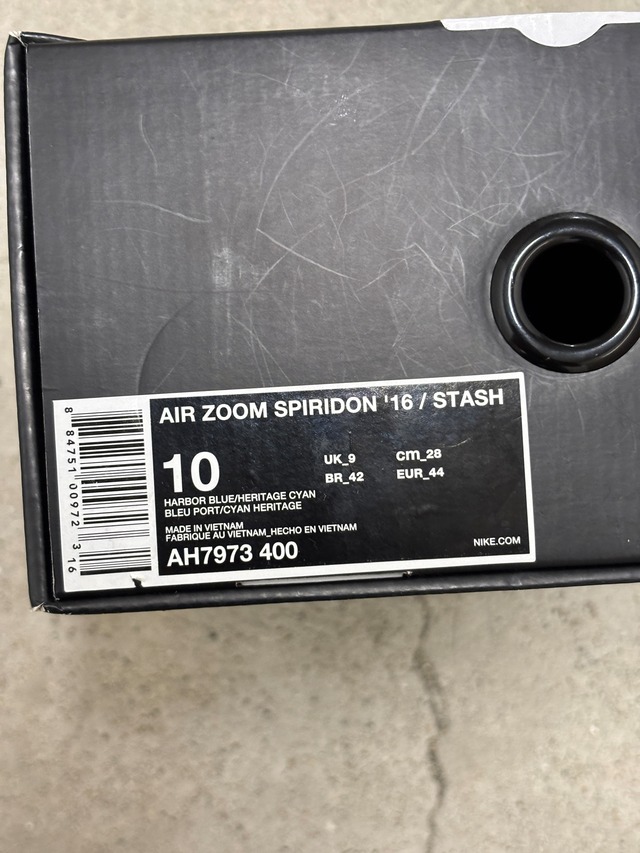 AIR ZOOM SPIRIDON '16 / STASH
10
UK_9 cm_28
BR_42 EUR_44
HARBOR BLUE/HERITAGE CYAN
BLEU PORT/CYAN HERITAGE
MADE IN VIETNAM
FABRIQUE AU VIETNAM_HECHO EN VIETNAM
AH7973 400
NIKE.COM
8 84751 00972 3 16